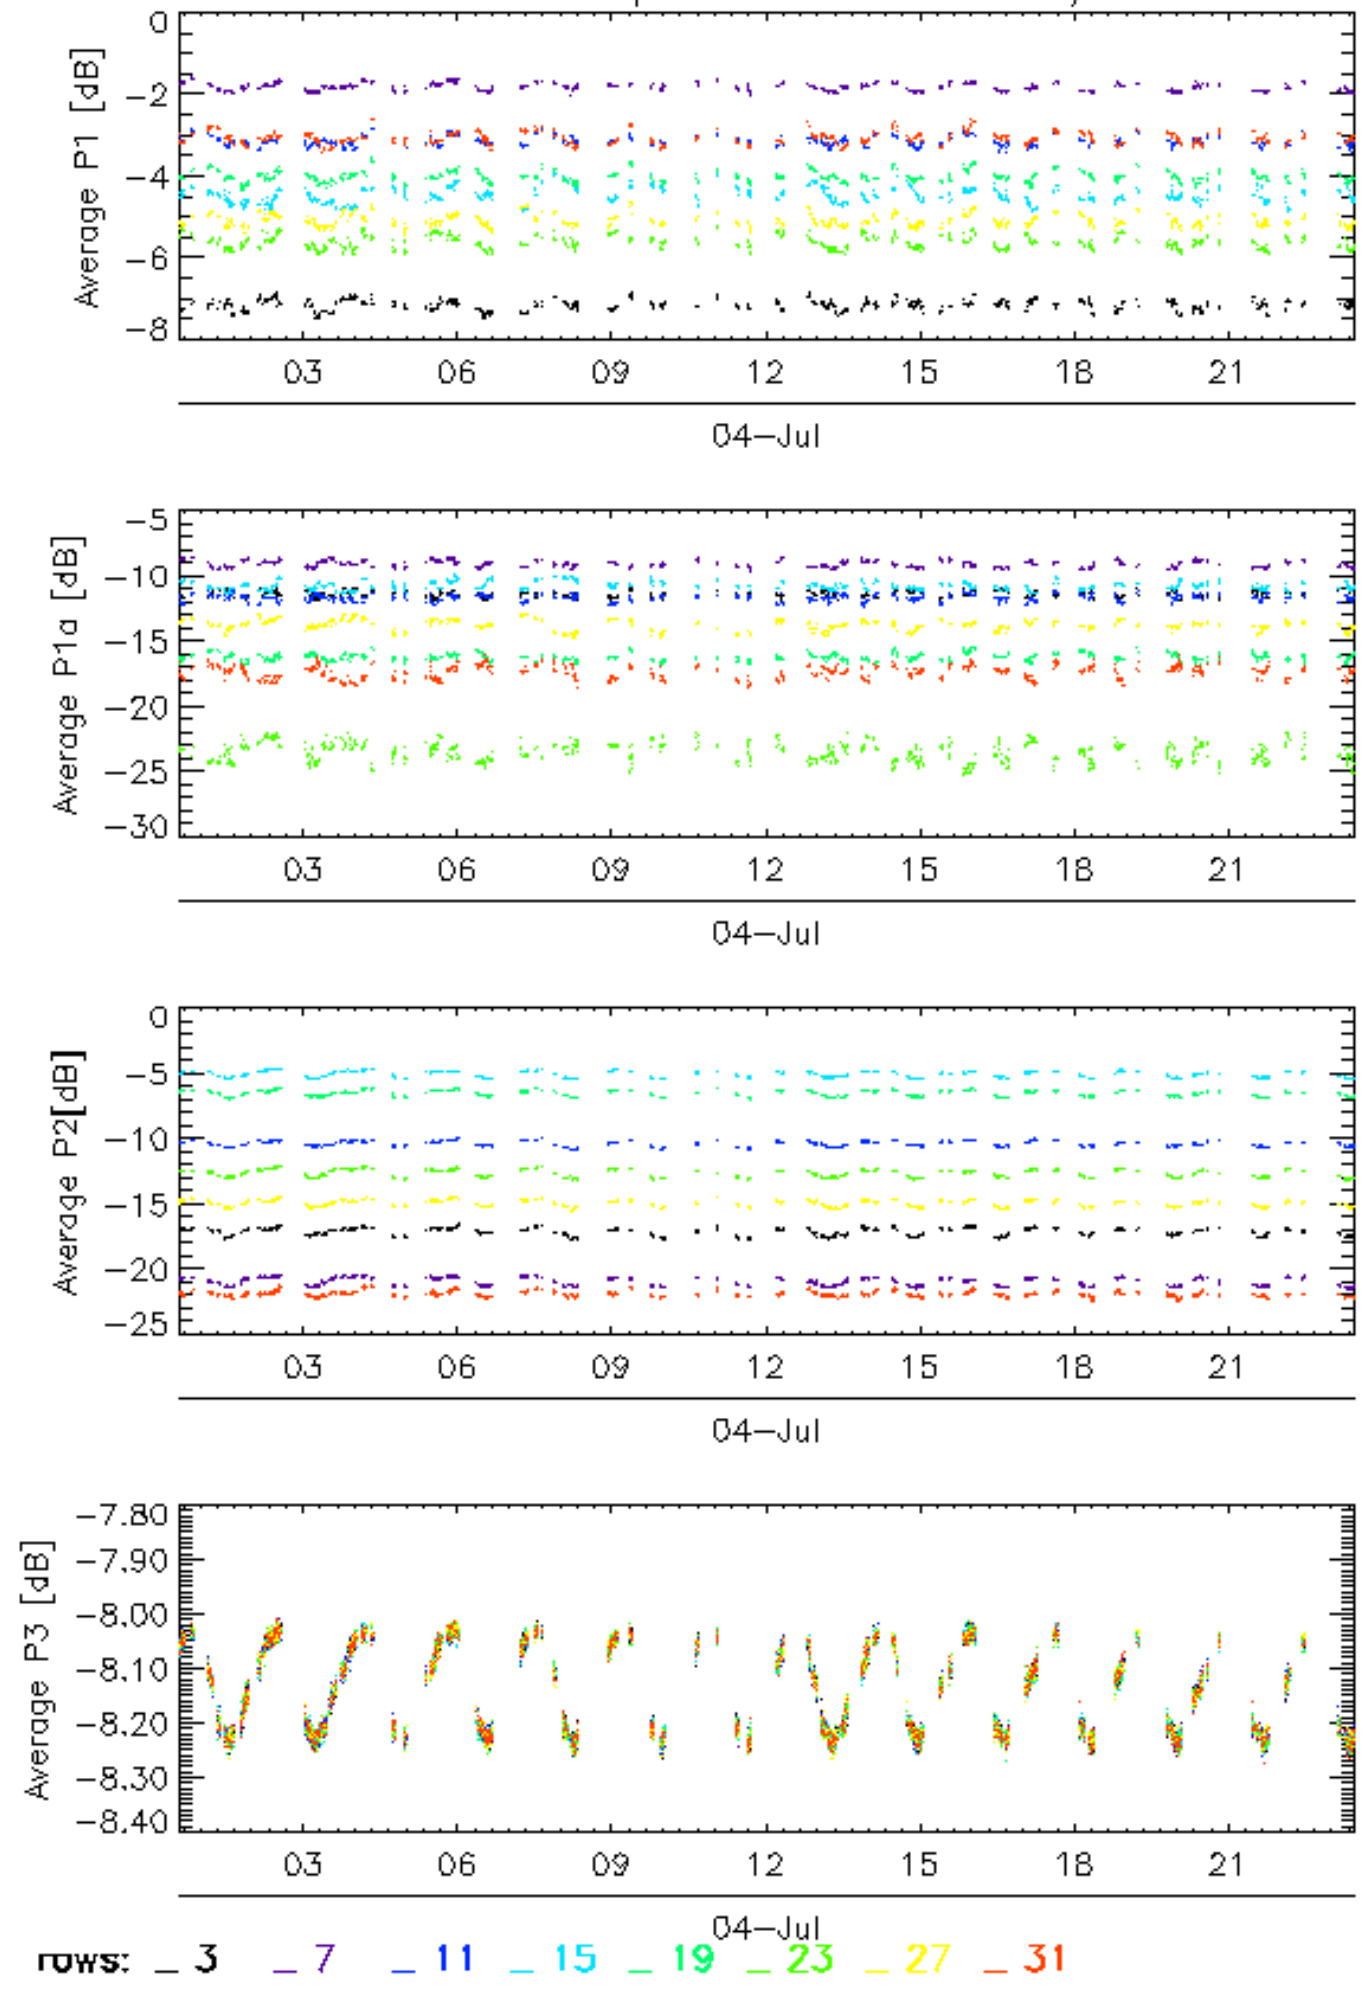 Average P1 [dB]
0
−2
−4
−6
−8
03 06 09 12 15 18 21
04−Jul
Average P1a [dB]
−5
−10
−15
−20
−25
−30
03 06 09 12 15 18 21
04−Jul
Average P2[dB]
0
−5
−10
−15
−20
−25
03 06 09 12 15 18 21
04−Jul
Average P3 [dB]
−7.80
−7.90
−8.00
−8.10
−8.20
−8.30
−8.40
03 06 09 12 15 18 21
04−Jul
rows: _ 3 _ 7 _ 11 _ 15 _ 19 _ 23 _ 27 _ 31